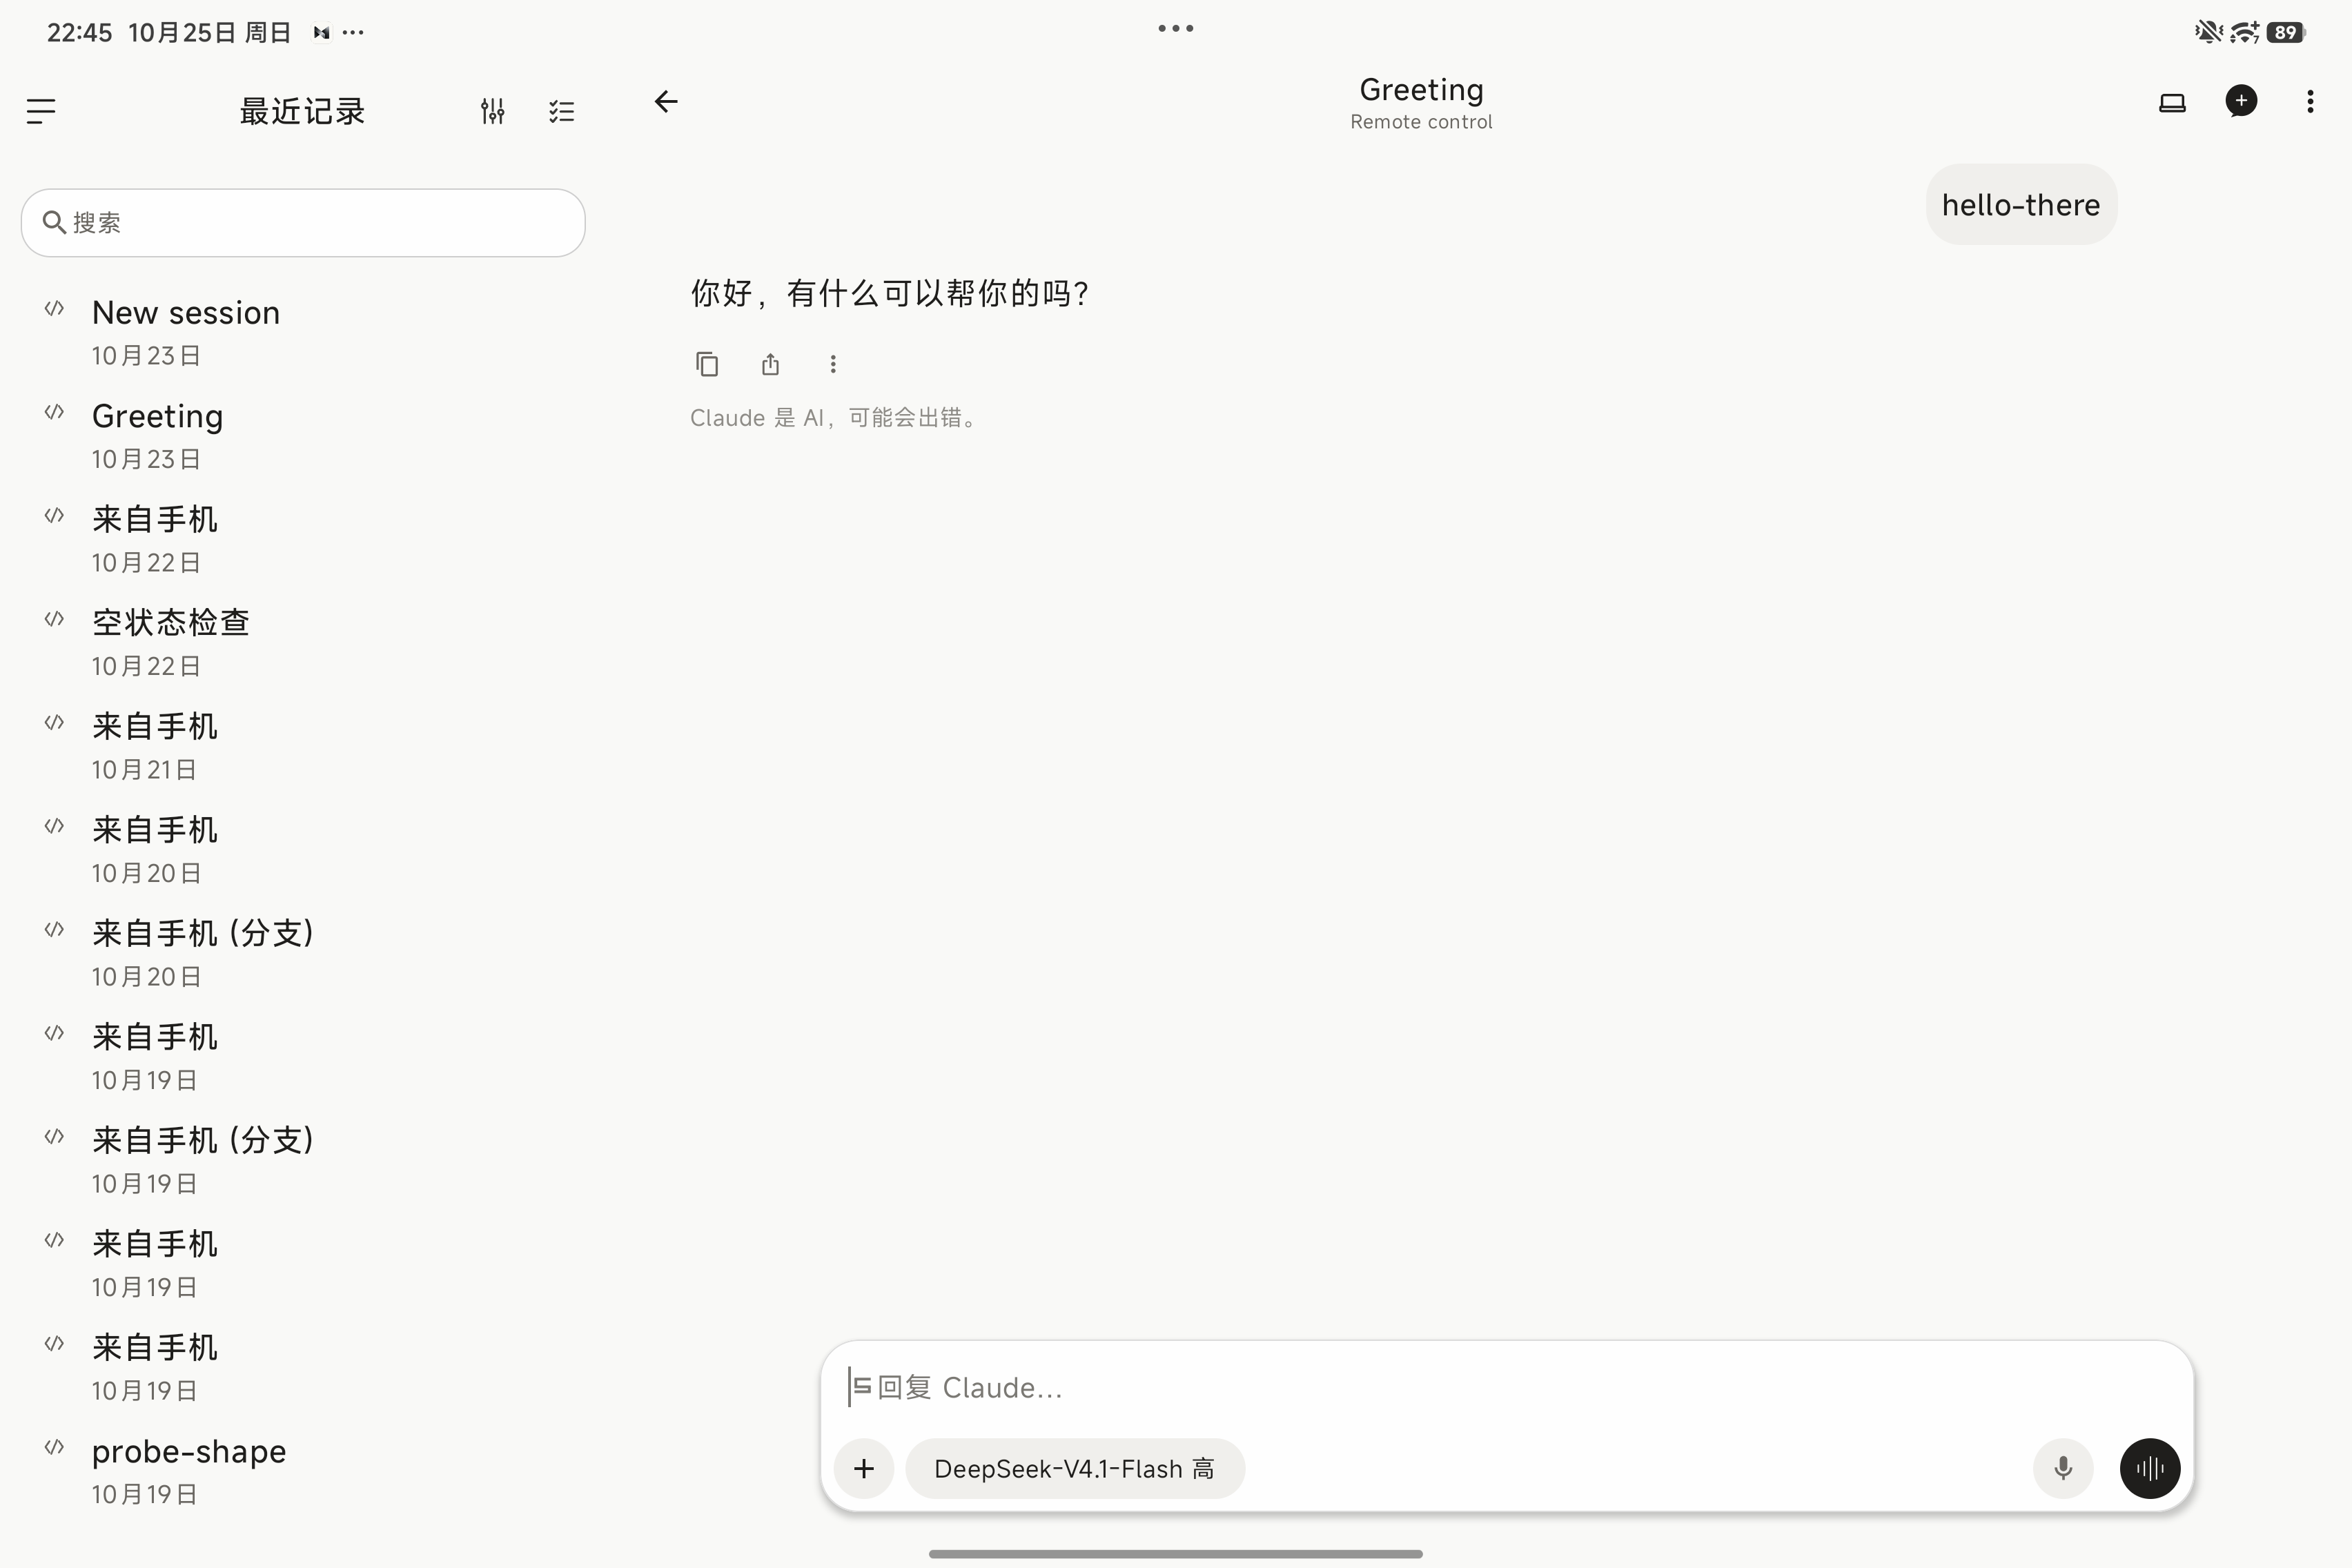 22:45 10月25日 周日
89
最近记录
搜索
New session
10月23日
Greeting
10月23日
来自手机
10月22日
空状态检查
10月22日
来自手机
10月21日
来自手机
10月20日
来自手机 (分支)
10月20日
来自手机
10月19日
来自手机 (分支)
10月19日
来自手机
10月19日
来自手机
10月19日
probe-shape
10月19日
Greeting
Remote control
hello-there
你好，有什么可以帮你的吗？
Claude 是 AI，可能会出错。
回复 Claude...
DeepSeek-V4.1-Flash 高